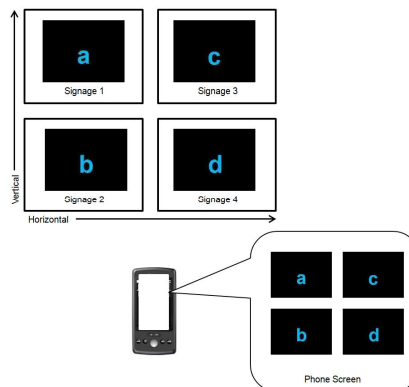 a
c
Signage 1
Signage 3
b
d
Signage 2
Signage 4
Vertical
Horizontal
a
c
b
d
Phone Screen